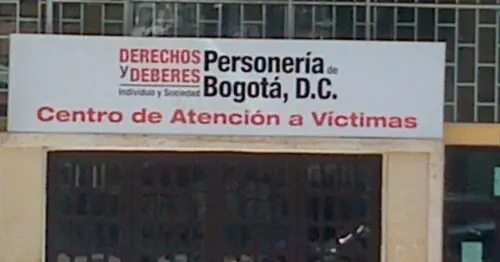 DERECHOS
Y DEBERES
Individuo y Sociedad
Personería de
Bogotá, D.C.
Centro de Atención a Víctimas